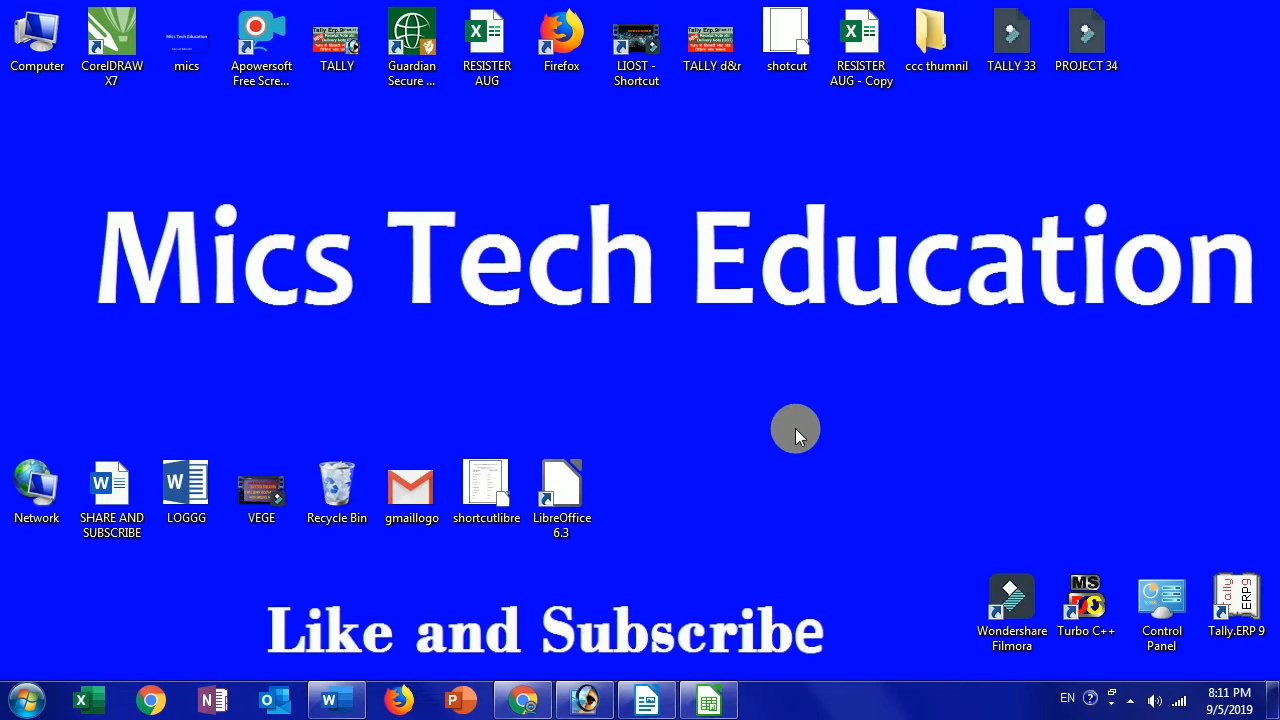 Computer
CorelDRAW X7
mics
Apowersoft Free Scre...
TALLY
Guardian Secure ...
RESISTER AUG
Firefox
LIOST - Shortcut
TALLY d&r
shotcut
RESISTER AUG - Copy
ccc thumnil
TALLY 33
PROJECT 34
Mics Tech Education
Network
SHARE AND SUBSCRIBE
LOGGG
VEGE
Recycle Bin
gmaillogo
shortcutlibre
LibreOffice 6.3
Wondershare Filmora
Turbo C++
Control Panel
Tally.ERP 9
Like and Subscribe
EN
8:11 PM
9/5/2019